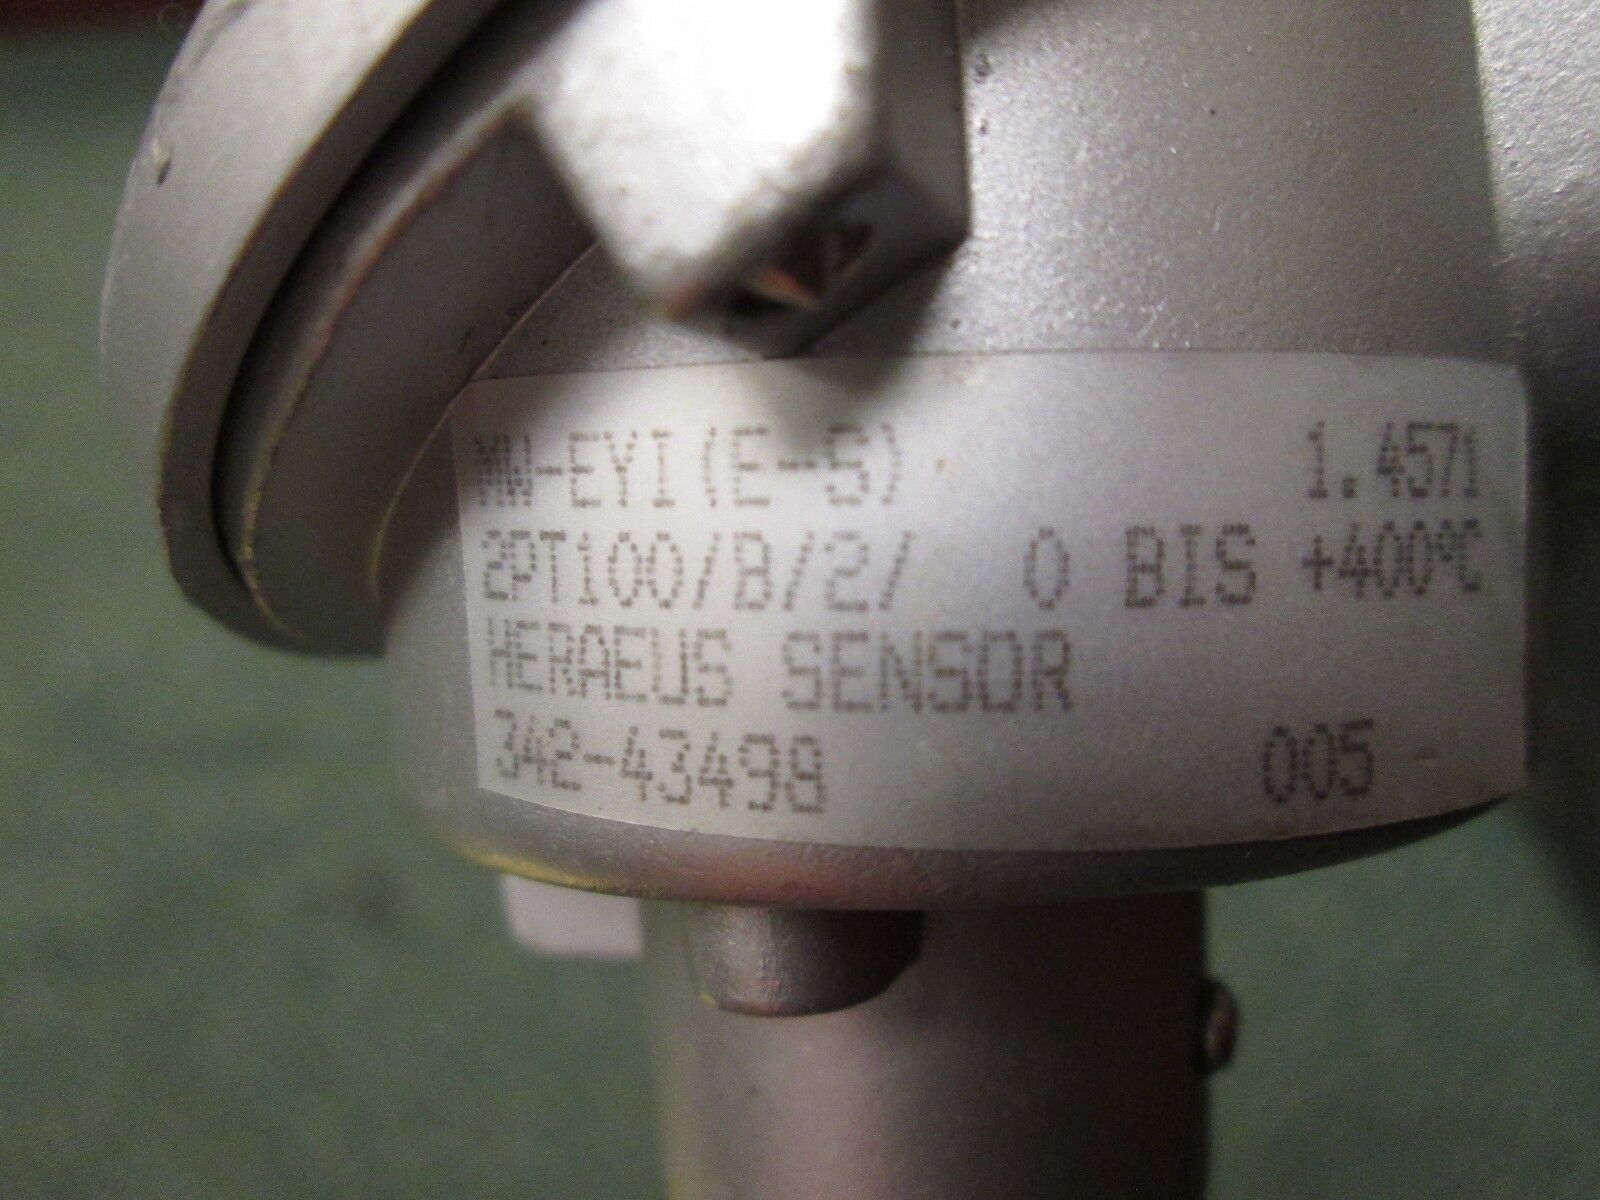 MW-EYI(E-S) 1.4571
2PT100/B/2/ 0 BIS +400°C
HERAEUS SENSOR
342-43498 005 -